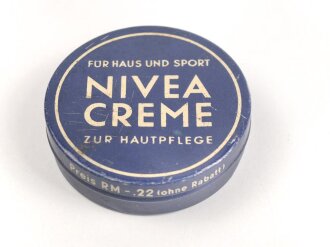 FÜR HAUS UND SPORT
NIVEA
CREME
ZUR HAUTPFLEGE
Preis RM -.22 (ohne Rabatt)